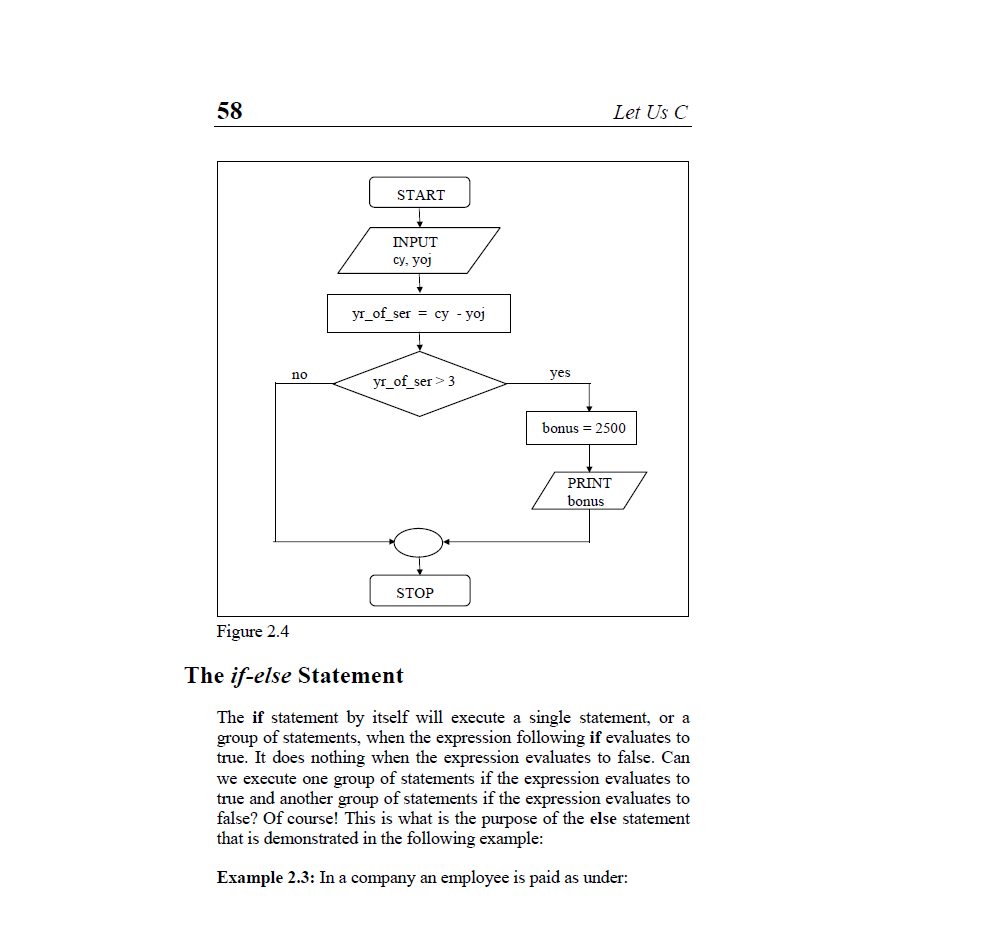 58
Let Us C
START
INPUT
cy, yoj
yr_of_ser = cy - yoj
no
yr_of_ser > 3
yes
bonus = 2500
PRINT
bonus
STOP
Figure 2.4
The if-else Statement
The if statement by itself will execute a single statement, or a
group of statements, when the expression following if evaluates to
true. It does nothing when the expression evaluates to false. Can
we execute one group of statements if the expression evaluates to
true and another group of statements if the expression evaluates to
false? Of course! This is what is the purpose of the else statement
that is demonstrated in the following example:
Example 2.3: In a company an employee is paid as under: